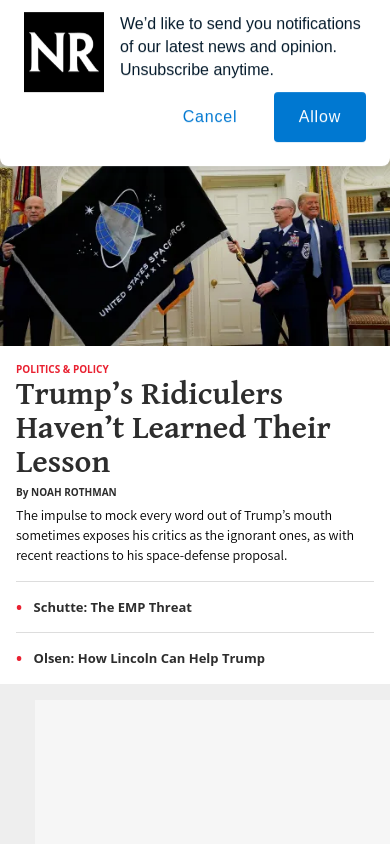 NR
We’d like to send you notifications
of our latest news and opinion.
Unsubscribe anytime.
Cancel
Allow
UNITED STATES SPACE FORCE
MMXIX
POLITICS & POLICY
Trump’s Ridiculers
Haven’t Learned Their
Lesson
By NOAH ROTHMAN
The impulse to mock every word out of Trump’s mouth
sometimes exposes his critics as the ignorant ones, as with
recent reactions to his space-defense proposal.
• Schutte: The EMP Threat
• Olsen: How Lincoln Can Help Trump